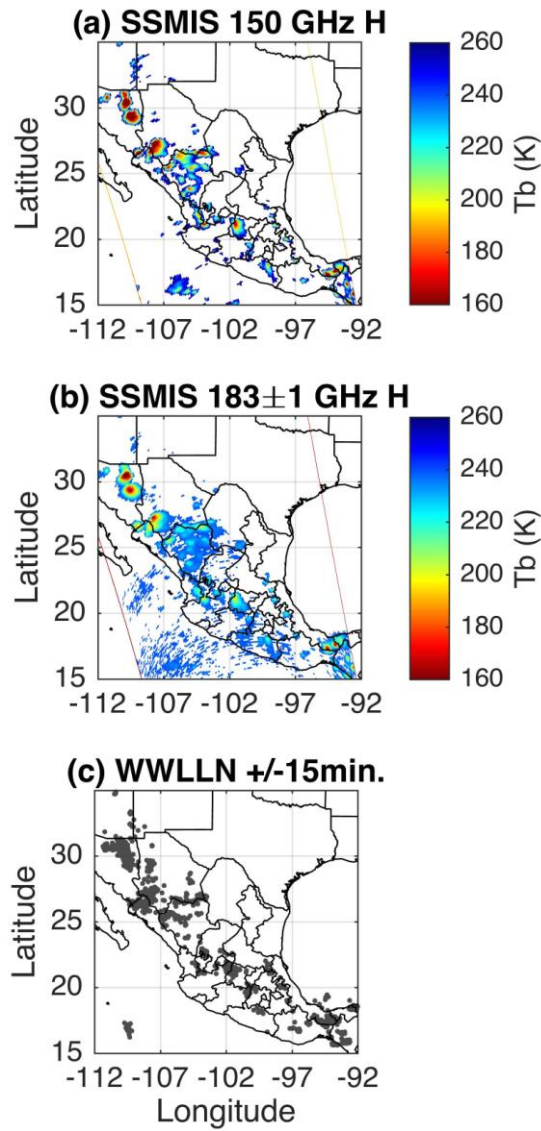 (a) SSMIS 150 GHz H
Latitude
30
25
20
15
-112 -107 -102 -97 -92
260
240
220
200
180
160
Tb (K)
(b) SSMIS 183±1 GHz H
Latitude
30
25
20
15
-112 -107 -102 -97 -92
260
240
220
200
180
160
Tb (K)
(c) WWLLN +/-15min.
Latitude
30
25
20
15
-112 -107 -102 -97 -92
Longitude